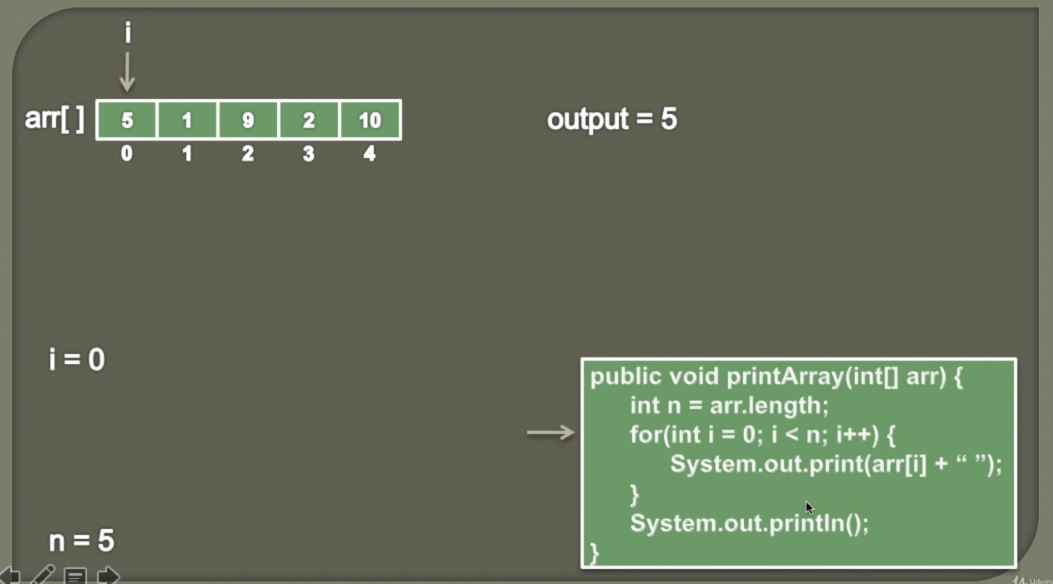 i
arr[ ] 5 1 9 2 10
0 1 2 3 4
output = 5
i = 0
n = 5
public void printArray(int[] arr) {
int n = arr.length;
for(int i = 0; i < n; i++) {
System.out.print(arr[i] + “ ”);
}
System.out.println();
}